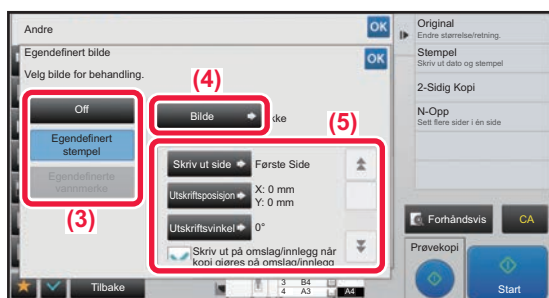 Andre
OK
Egendefinert bilde
OK
Velg bilde for behandling.
(4)
Off
Bilde
kke
(5)
Egendefinert
stempel
Egendefinerte
vannmerke
(3)
Skriv ut side
Første Side
Utskriftsposisjon
X: 0 mm
Y: 0 mm
Utskriftsvinkel
0°
Skriv ut på omslag/innlegg når
kopi gjøres på omslag/innlegg
Tilbake
3 B4
4 A3
A4
Original
Endre størrelse/retning.
Stempel
Skriv ut dato og stempel
2-Sidig Kopi
N-Opp
Sett flere sider i én side
Forhåndsvis
CA
Prøvekopi
Start